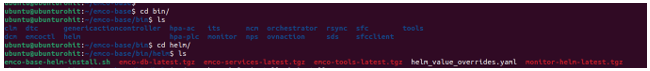 ubuntu@ubunturohit:~/emco-base$ cd bin/
ubuntu@ubunturohit:~/emco-base/bin$ ls
clm dtc genericactioncontroller hpa-ac its ncm orchestrator rsync sfc tools
dcm emcoctl helm hpa-plc monitor nps ovnaction sds sfcclient
ubuntu@ubunturohit:~/emco-base/bin$ cd helm/
ubuntu@ubunturohit:~/emco-base/bin/helm$ ls
emco-base-helm-install.sh emco-db-latest.tgz emco-services-latest.tgz emco-tools-latest.tgz helm_value_overrides.yaml monitor-helm-latest.tgz